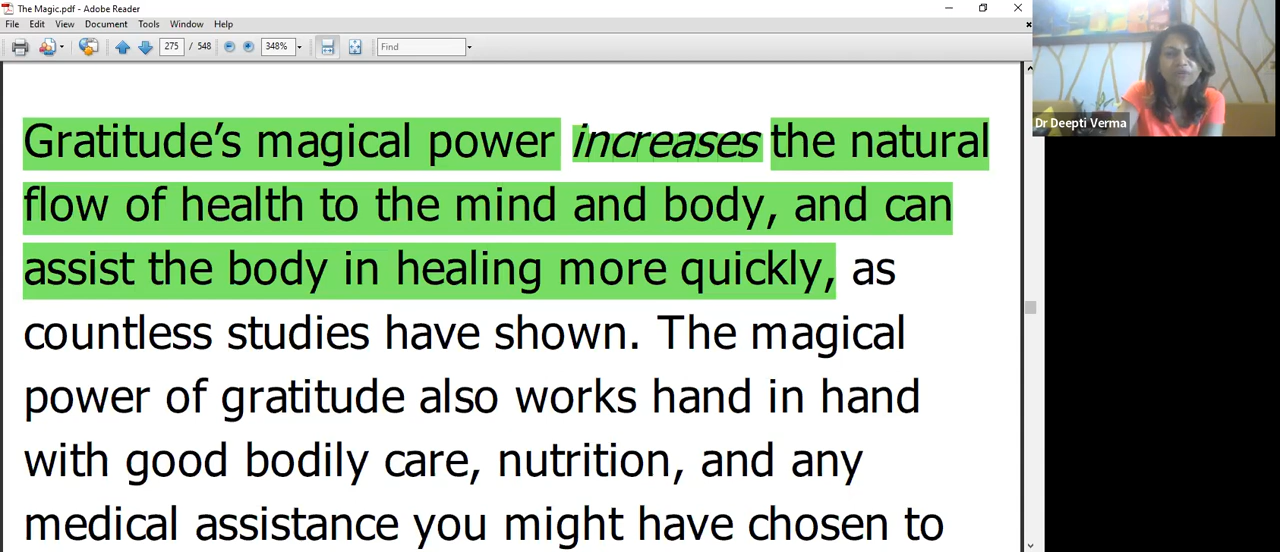 The Magic.pdf - Adobe Reader
File Edit View Document Tools Window Help
275 / 548 348% Find
Dr Deepti Verma
Gratitude’s magical power increases the natural
flow of health to the mind and body, and can
assist the body in healing more quickly, as
countless studies have shown. The magical
power of gratitude also works hand in hand
with good bodily care, nutrition, and any
medical assistance you might have chosen to